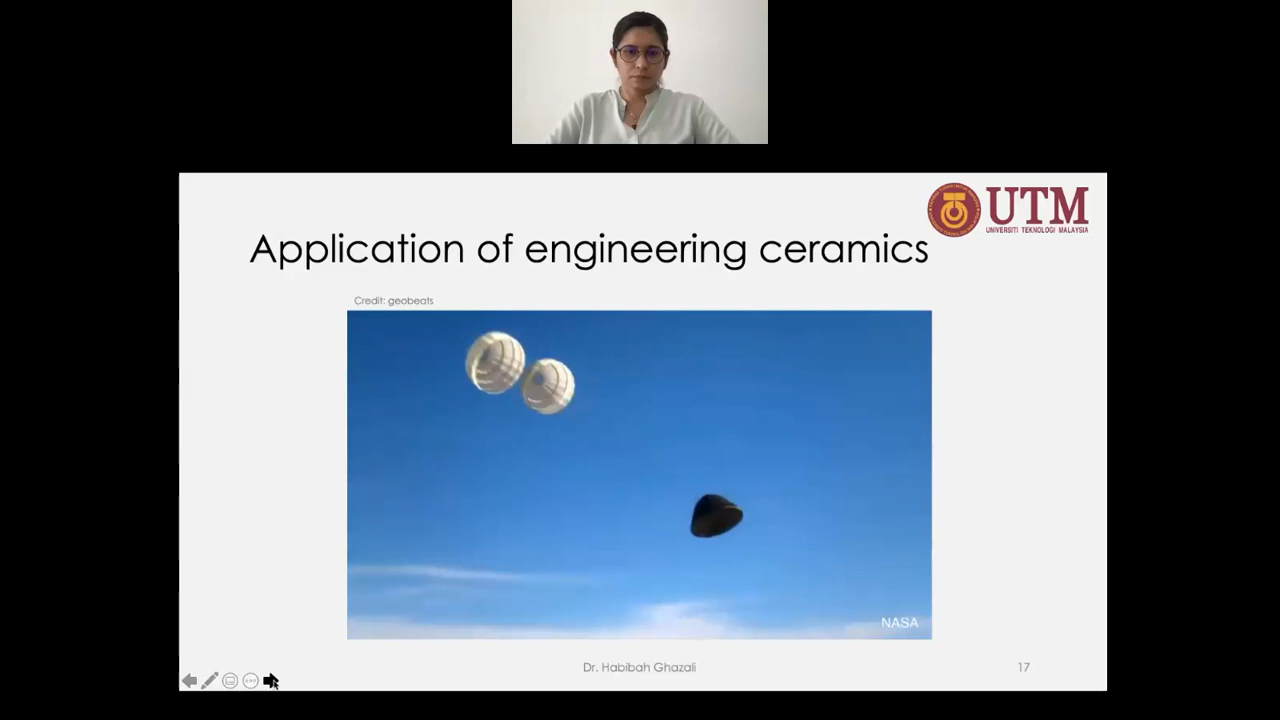 UTM
UNIVERSITI TEKNOLOGI MALAYSIA
Application of engineering ceramics
Credit: geobeats
NASA
Dr. Habibah Ghazali
17